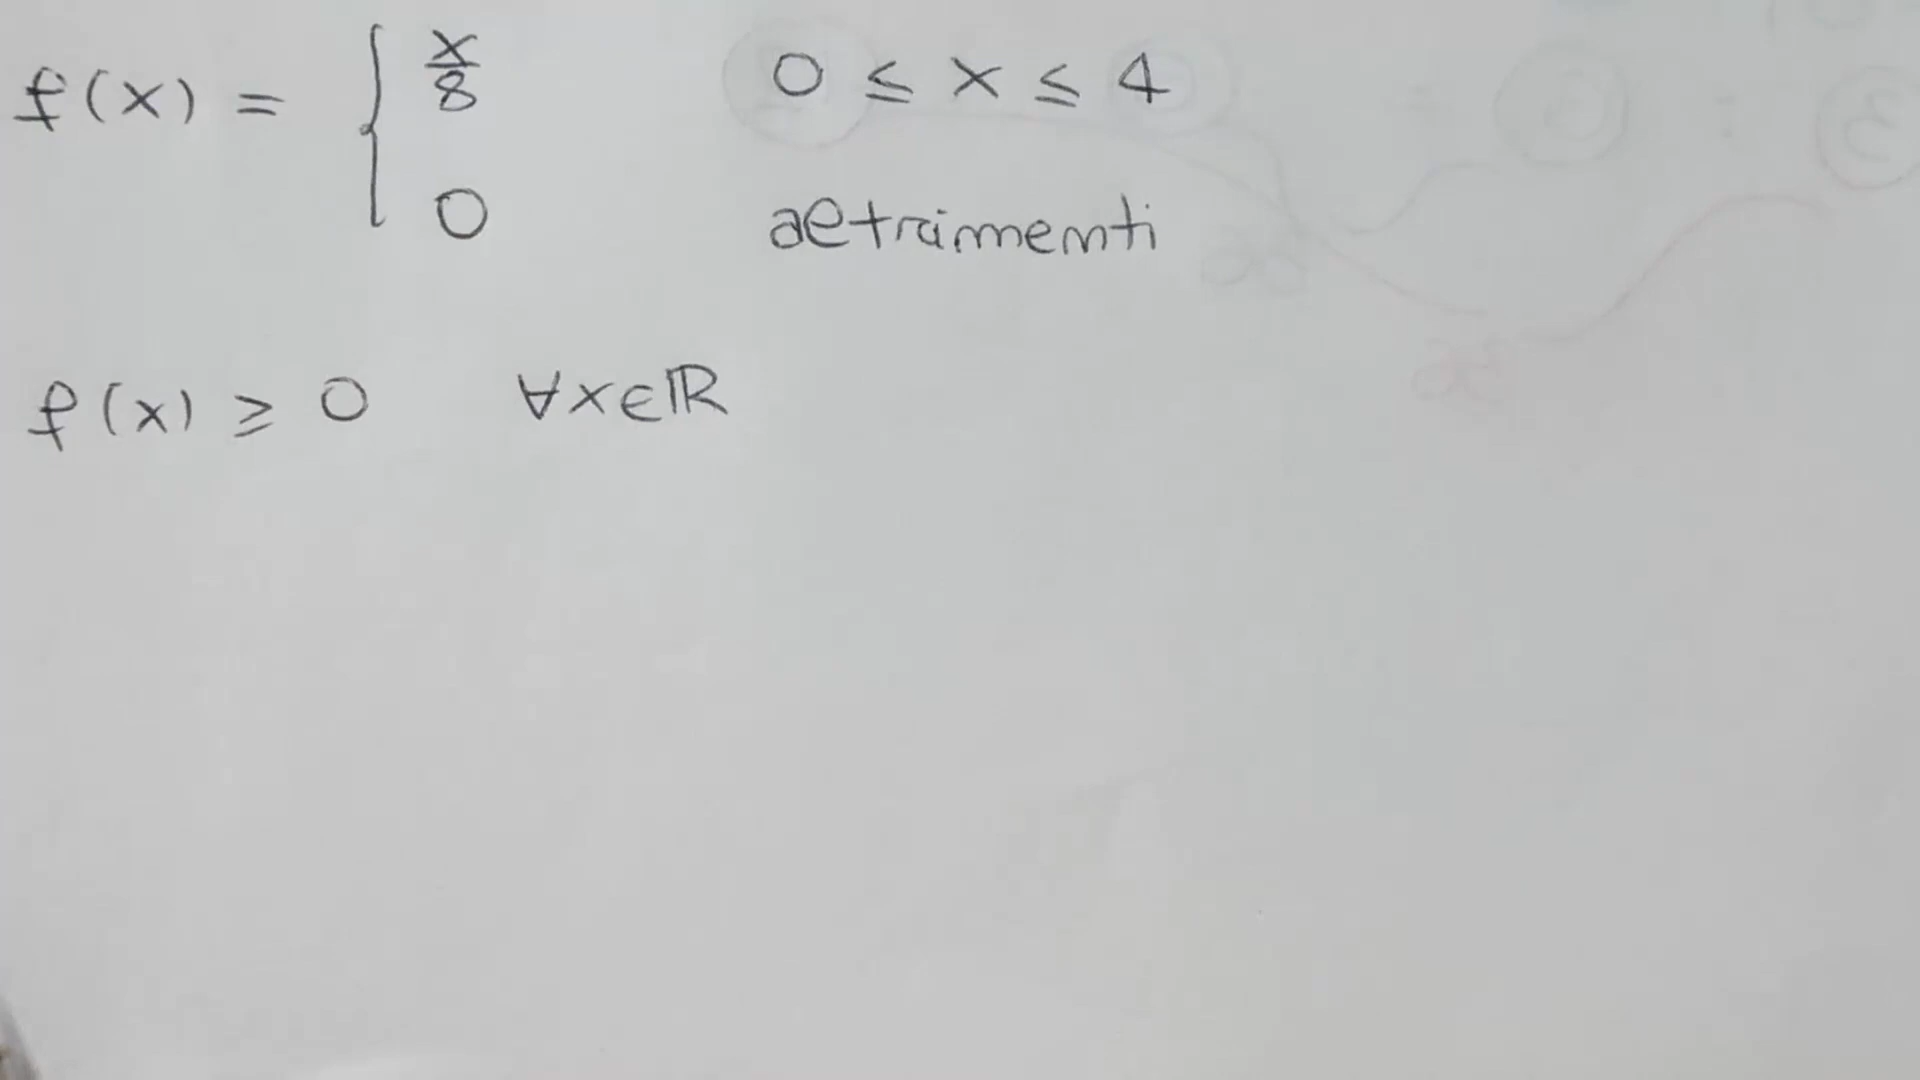 f(x) = { x/8    0 ≤ x ≤ 4
0    altrimenti
f(x) ≥ 0    ∀x∈ℝ